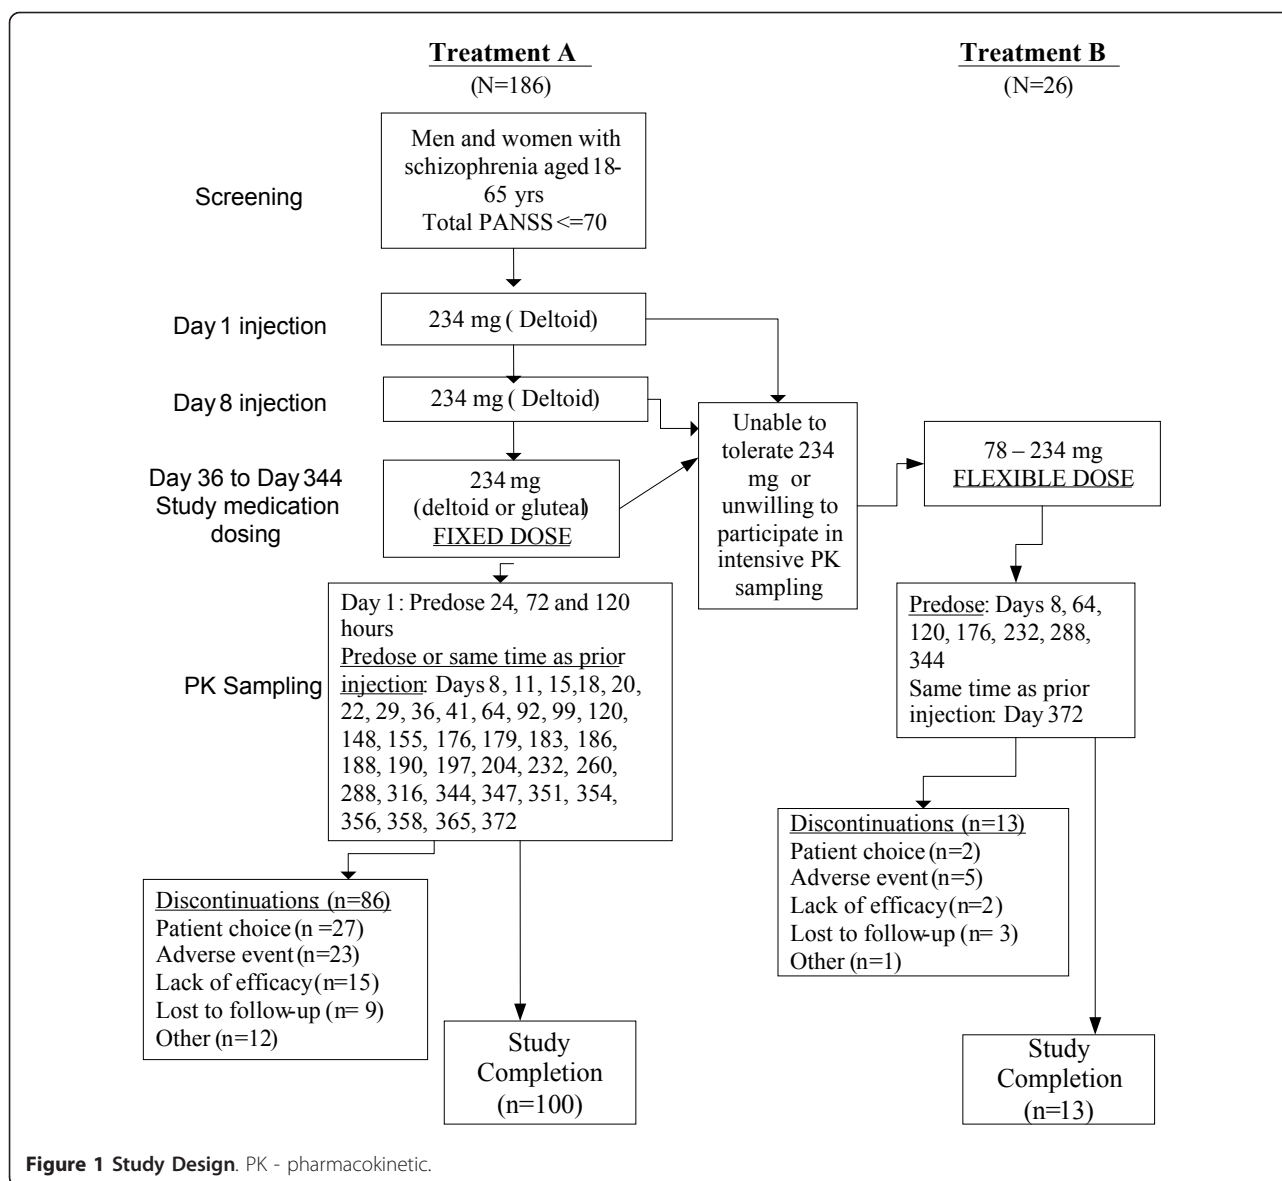 Treatment A
(N=186)
Treatment B
(N=26)
Screening
Men and women with
schizophrenia aged 18-
65 yrs
Total PANSS <=70
Day 1 injection
234 mg ( Deltoid)
Day 8 injection
234 mg ( Deltoid)
Day 36 to Day 344
Study medication
dosing
234 mg
(deltoid or gluteal)
FIXED DOSE
Unable to
tolerate 234
mg or
unwilling to
participate in
intensive PK
sampling
78 – 234 mg
FLEXIBLE DOSE
PK Sampling
Day 1: Predose 24, 72 and 120
hours
Predose or same time as prior
injection: Days 8, 11, 15,18, 20,
22, 29, 36, 41, 64, 92, 99, 120,
148, 155, 176, 179, 183, 186,
188, 190, 197, 204, 232, 260,
288, 316, 344, 347, 351, 354,
356, 358, 365, 372
Predose: Days 8, 64,
120, 176, 232, 288,
344
Same time as prior
injection: Day 372
Discontinuations: (n=86)
Patient choice (n =27)
Adverse event (n=23)
Lack of efficacy (n=15)
Lost to follow-up (n= 9)
Other (n=12)
Study
Completion
(n=100)
Discontinuations: (n=13)
Patient choice (n=2)
Adverse event (n=5)
Lack of efficacy (n=2)
Lost to follow-up (n= 3)
Other (n=1)
Study
Completion
(n=13)
Figure 1 Study Design. PK - pharmacokinetic.